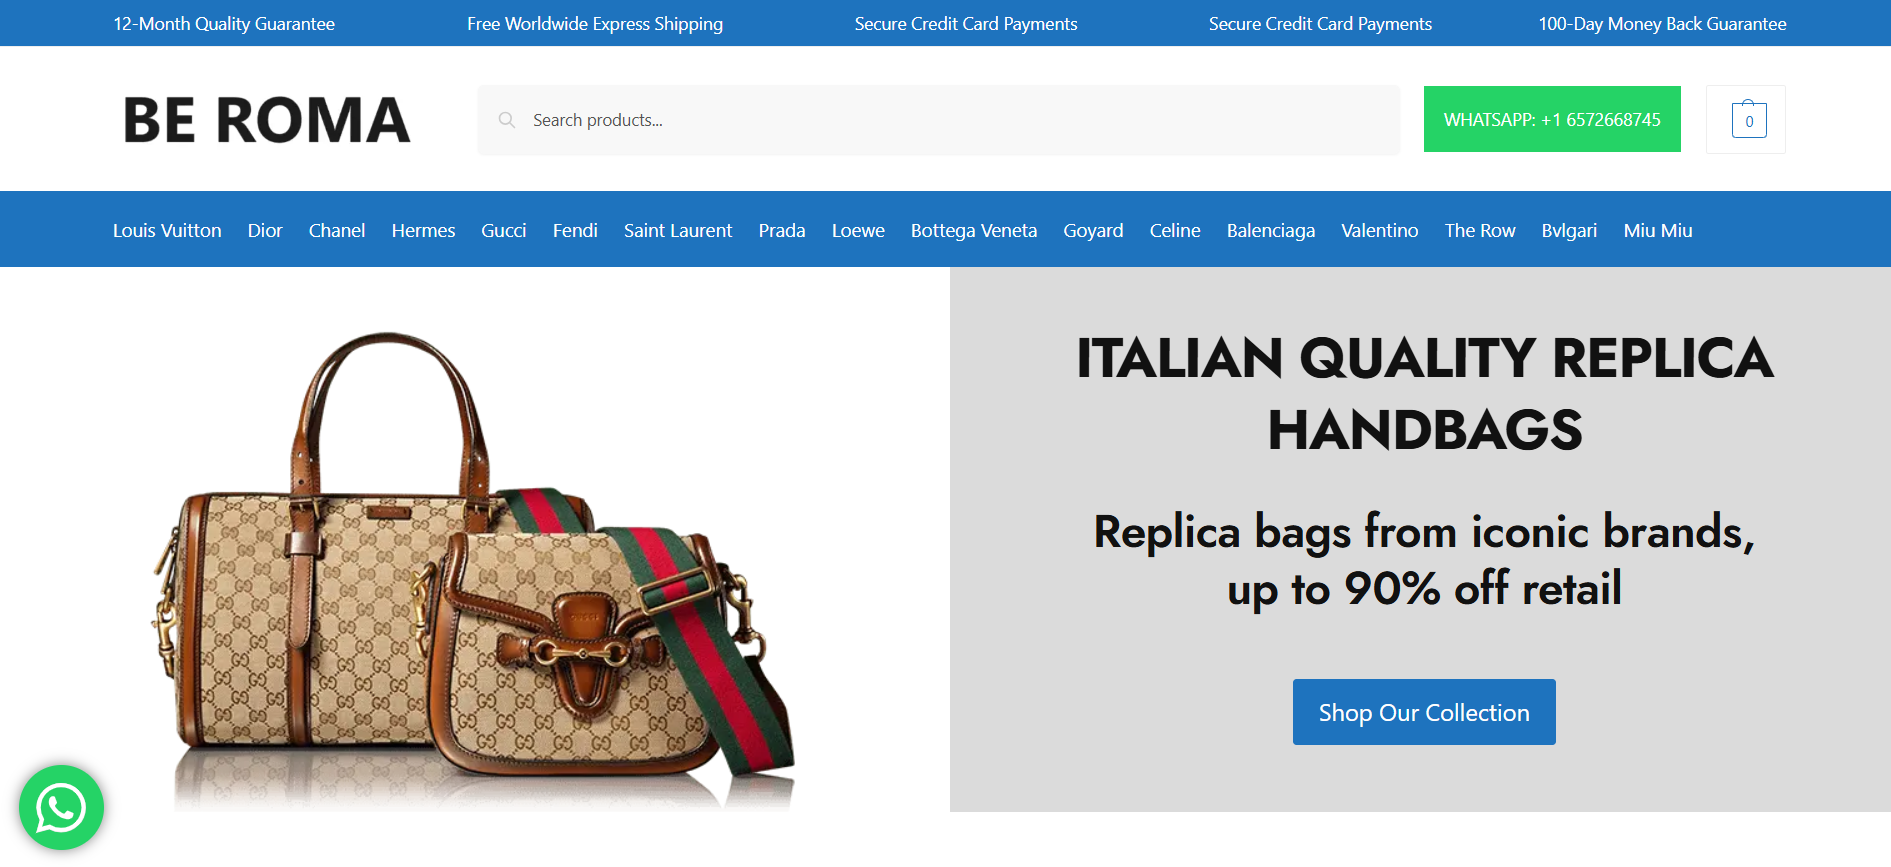 12-Month Quality Guarantee Free Worldwide Express Shipping Secure Credit Card Payments Secure Credit Card Payments 100-Day Money Back Guarantee
BE ROMA
Search products...
WHATSAPP: +1 6572668745
0
Louis Vuitton Dior Chanel Hermes Gucci Fendi Saint Laurent Prada Loewe Bottega Veneta Goyard Celine Balenciaga Valentino The Row Bvlgari Miu Miu
ITALIAN QUALITY REPLICA
HANDBAGS
Replica bags from iconic brands,
up to 90% off retail
Shop Our Collection
GUCCI